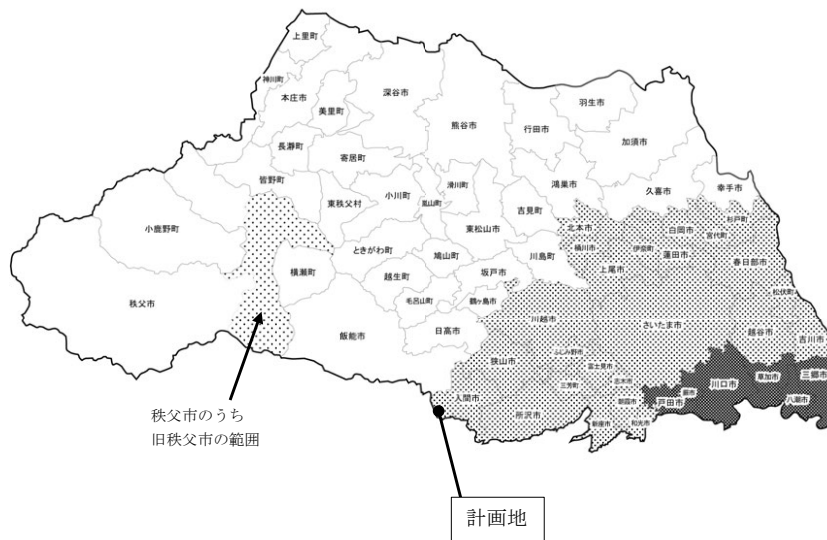 上里町
神川町
本庄市
美里町
深谷市
熊谷市
行田市
羽生市
加須市
長瀞町
寄居町
皆野町
小鹿野町
東秩父村
小川町
嵐山町
滑川町
吉見町
鴻巣市
久喜市
幸手市
東松山市
北本市
桶川市
伊奈町
白岡市
宮代町
杉戸町
ときがわ町
鳩山町
川島町
上尾市
蓮田市
春日部市
横瀬町
越生町
坂戸市
松伏町
秩父市
毛呂山町
鶴ヶ島市
川越市
さいたま市
越谷市
吉川市
飯能市
日高市
狭山市
ふじみ野市
富士見市
三芳町
志木市
入間市
所沢市
朝霞市
新座市
和光市
戸田市
蕨市
川口市
草加市
八潮市
三郷市
秩父市のうち
旧秩父市の範囲
計画地